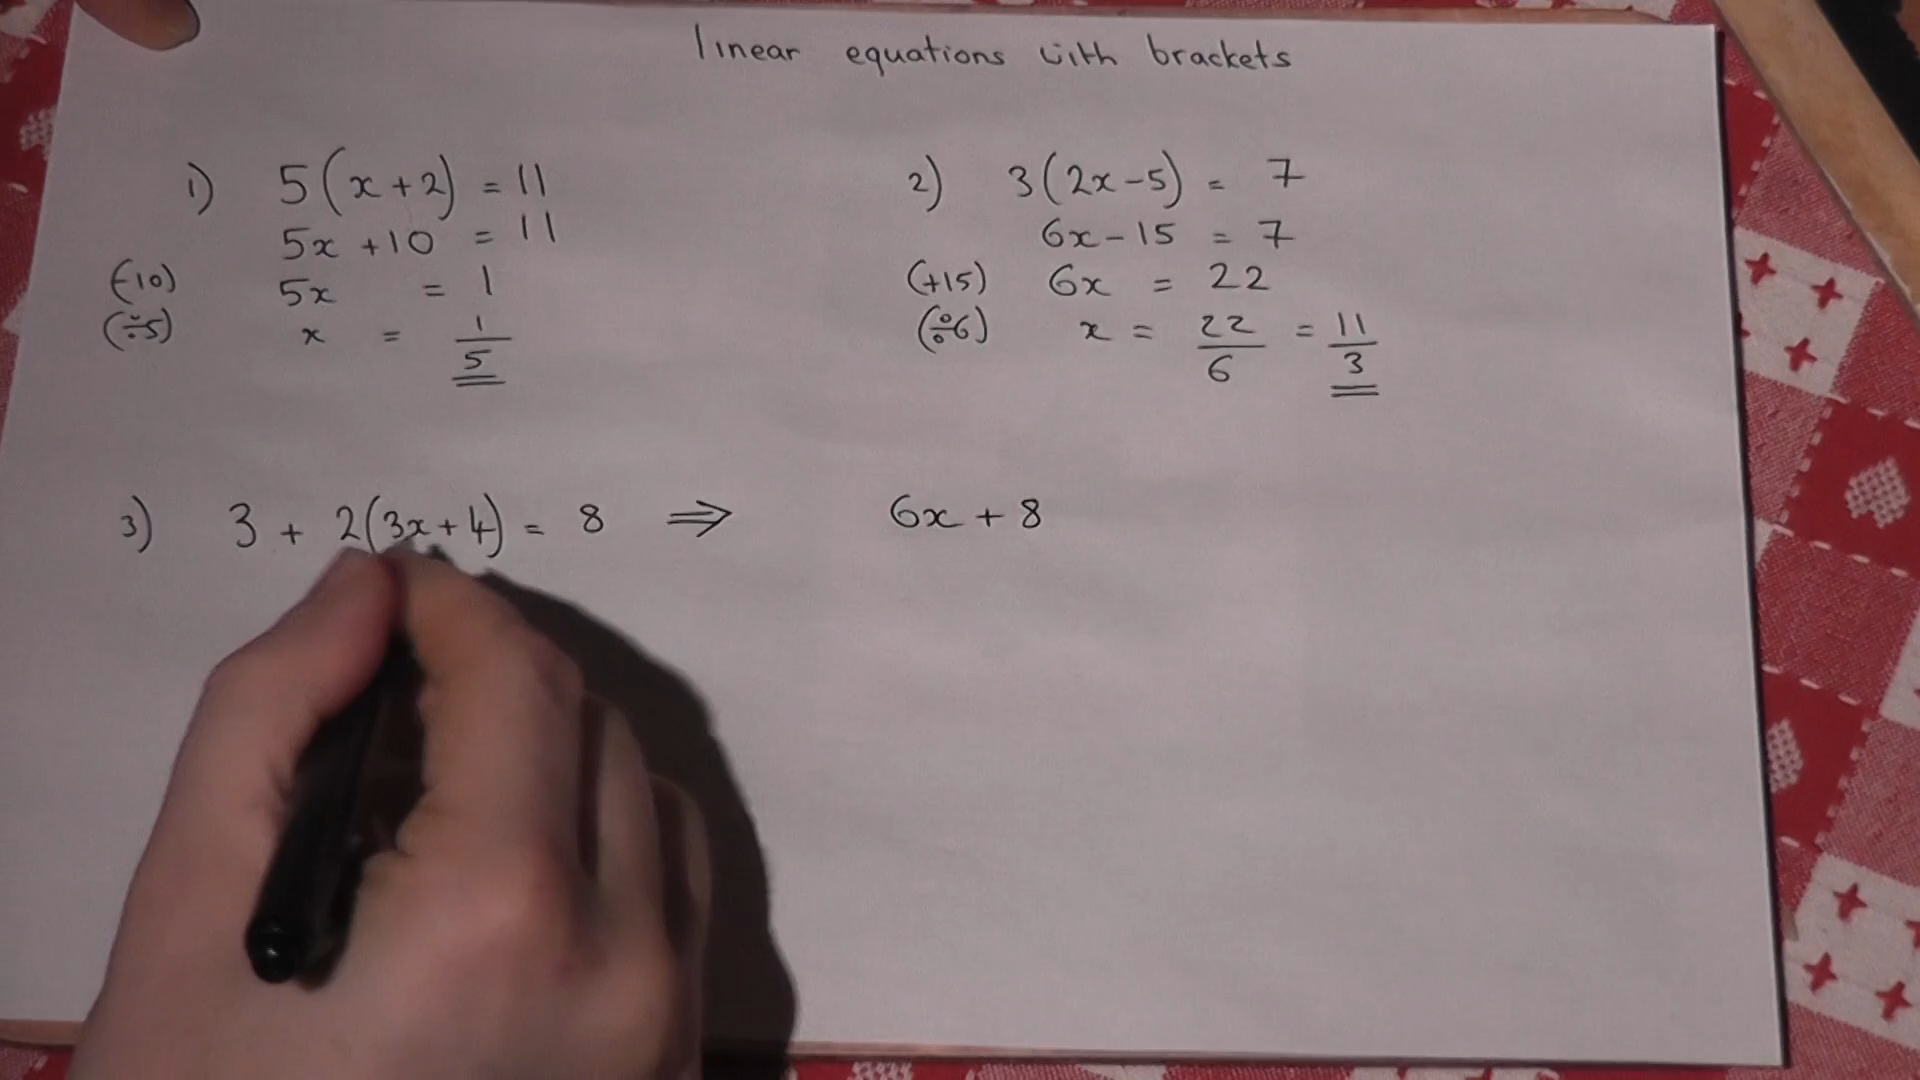 linear equations with brackets
1) 5(x+2) = 11
5x +10 = 11
(-10) 5x = 1
(÷5) x = 1/5
2) 3(2x-5) = 7
6x-15 = 7
(+15) 6x = 22
(÷6) x = 22/6 = 11/3
3) 3 + 2(3x+4) = 8 ⇒ 6x + 8